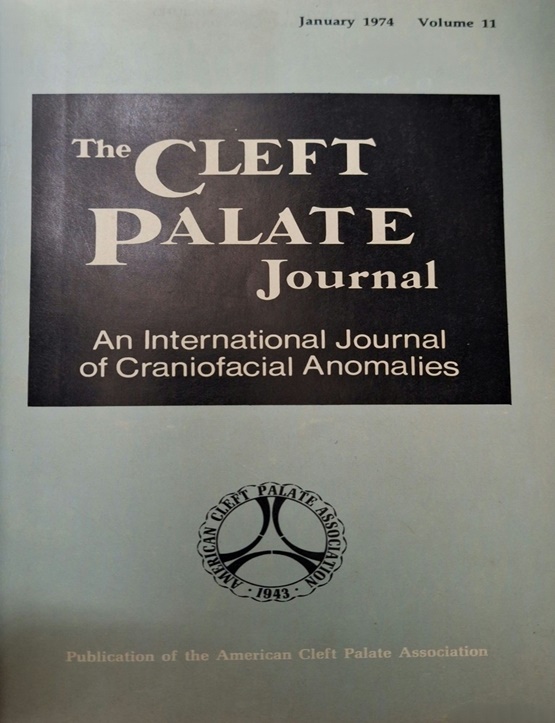 January 1974 Volume 11
The CLEFT
PALATE
Journal
An International Journal
of Craniofacial Anomalies
AMERICAN CLEFT PALATE ASSOCIATION
· 1943 ·
Publication of the American Cleft Palate Association